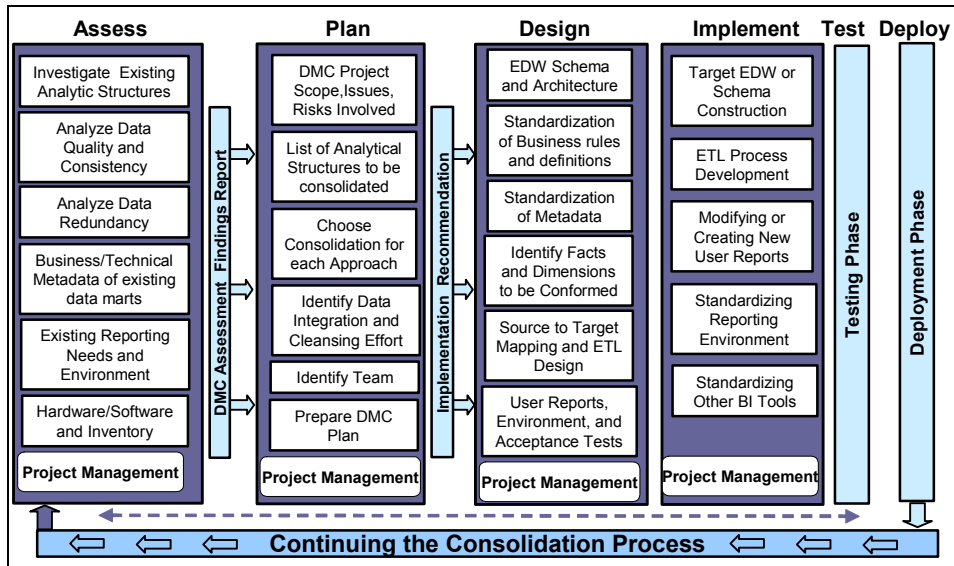 Assess
Investigate Existing
Analytic Structures
Analyze Data
Quality and
Consistency
Analyze Data
Redundancy
Business/Technical
Metadata of existing
data marts
Existing Reporting
Needs and
Environment
Hardware/Software
and Inventory
Project Management
DMC Assessment Findings Report
Plan
DMC Project
Scope,Issues,
Risks Involved
List of Analytical
Structures to be
consolidated
Choose
Consolidation for
each Approach
Identify Data
Integration and
Cleansing Effort
Identify Team
Prepare DMC
Plan
Project Management
Implementation Recommendation
Design
EDW Schema
and Architecture
Standardization
of Business rules
and definitions
Standardization
of Metadata
Identify Facts
and Dimensions
to be Conformed
Source to Target
Mapping and ETL
Design
User Reports,
Environment, and
Acceptance Tests
Project Management
Implement
Target EDW or
Schema
Construction
ETL Process
Development
Modifying or
Creating New
User Reports
Standardizing
Reporting
Environment
Standardizing
Other BI Tools
Project Management
Test
Testing Phase
Deploy
Deployment Phase
Continuing the Consolidation Process